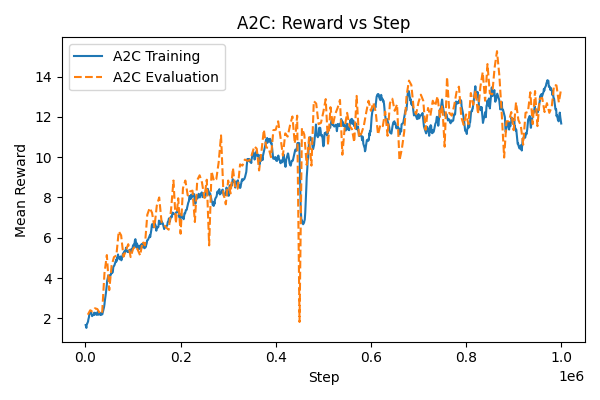 A2C: Reward vs Step
A2C Training
A2C Evaluation
Mean Reward
14
12
10
8
6
4
2
0.0 0.2 0.4 0.6 0.8 1.0
1e6
Step